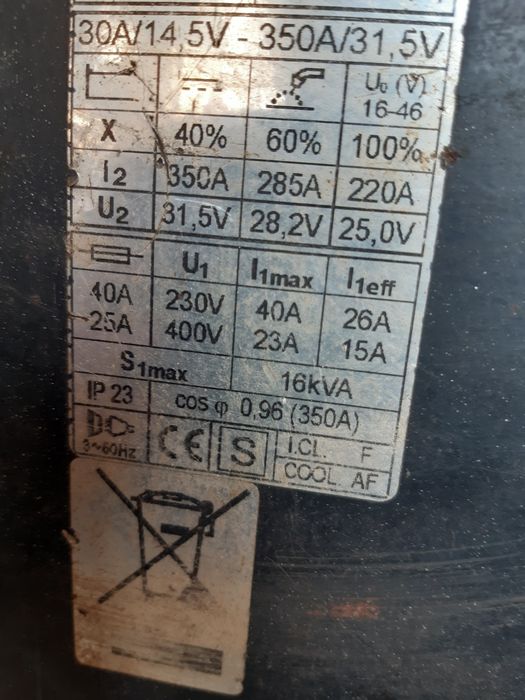 30A/14,5V - 350A/31,5V
U₀ (V)
16-46
X 40% 60% 100%
I2 350A 285A 220A
U2 31,5V 28,2V 25,0V
U1 I1max I1eff
40A 230V 40A 26A
25A 400V 23A 15A
S1max 16kVA
IP 23 cos φ 0,96 (350A)
3~60Hz CE S I.CL. F
COOL AF